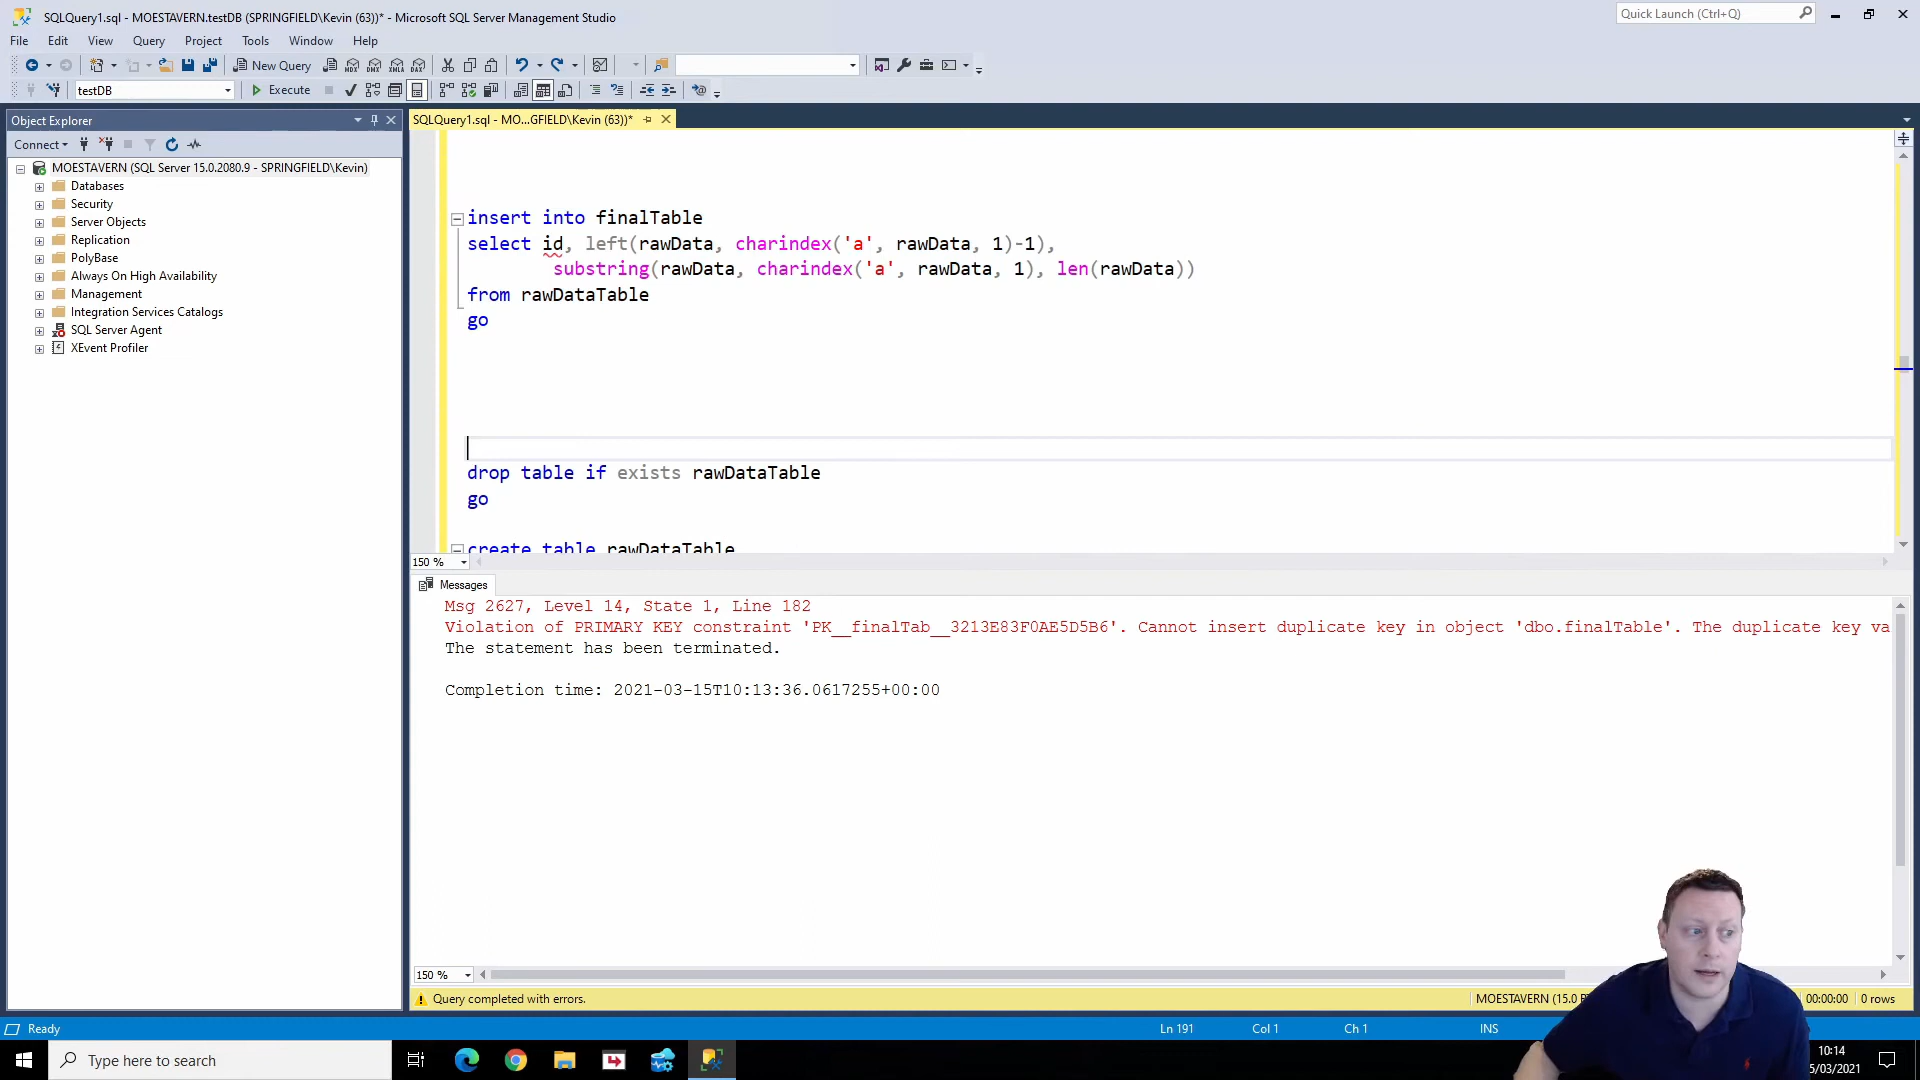 SQLQuery1.sql - MOESTAVERN.testDB (SPRINGFIELD\Kevin (63))* - Microsoft SQL Server Management Studio
Quick Launch (Ctrl+Q)
File Edit View Query Project Tools Window Help
New Query
testDB
Execute
Object Explorer
SQLQuery1.sql - MO...GFIELD\Kevin (63))*
Connect
MOESTAVERN (SQL Server 15.0.2080.9 - SPRINGFIELD\Kevin)
Databases
Security
Server Objects
Replication
PolyBase
Always On High Availability
Management
Integration Services Catalogs
SQL Server Agent
XEvent Profiler
insert into finalTable
select id, left(rawData, charindex('a', rawData, 1)-1),
substring(rawData, charindex('a', rawData, 1), len(rawData))
from rawDataTable
go
drop table if exists rawDataTable
go
create table rawDataTable
150 %
Messages
Msg 2627, Level 14, State 1, Line 182
Violation of PRIMARY KEY constraint 'PK__finalTab__3213E83F0AE5D5B6'. Cannot insert duplicate key in object 'dbo.finalTable'. The duplicate key va
The statement has been terminated.
Completion time: 2021-03-15T10:13:36.0617255+00:00
150 %
Query completed with errors.
MOESTAVERN (15.0 00:00:00 0 rows
Ready
Ln 191 Col 1 Ch 1 INS
Type here to search
10:14
5/03/2021